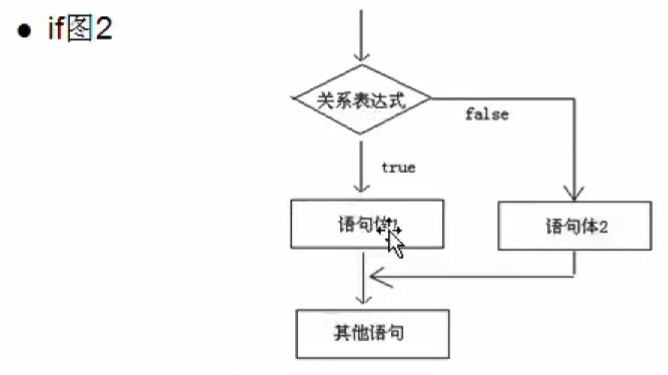 ● if图2
关系表达式
false
true
语句体1
语句体2
其他语句